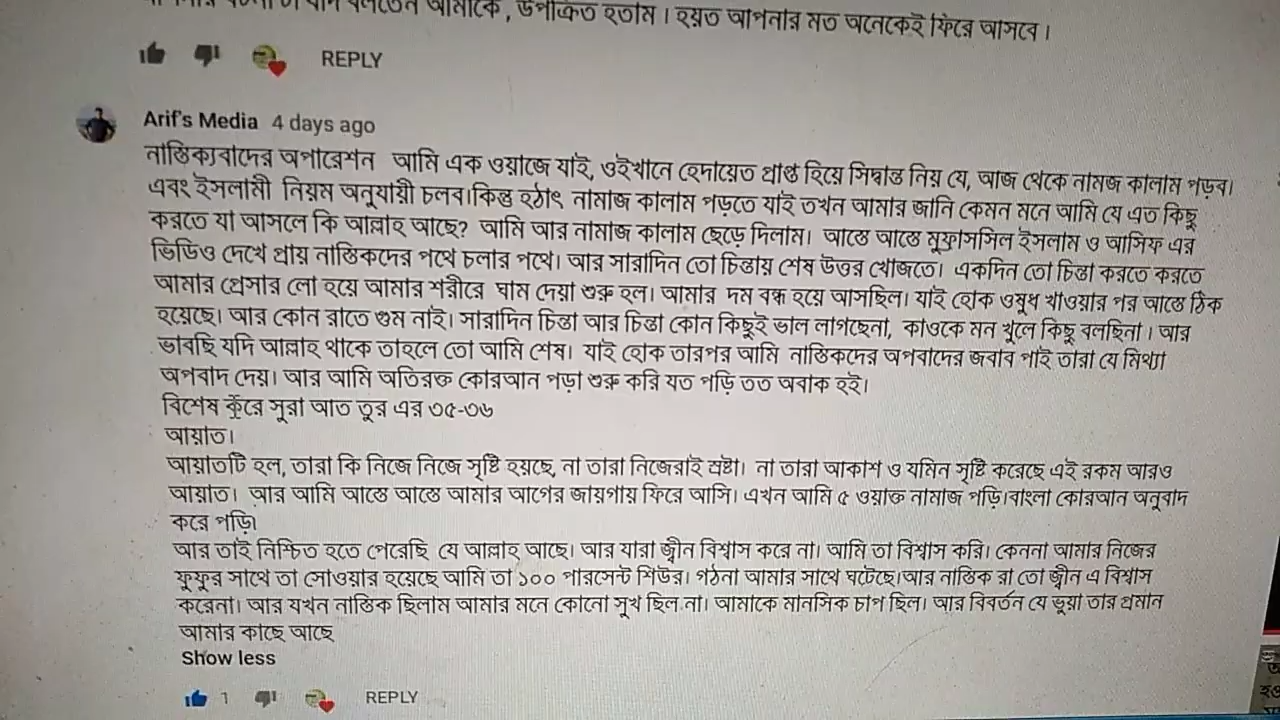 বলতেন আমাকে, উপক্রিত হতাম। হয়ত আপনার মত অনেকেই ফিরে আসবে।
REPLY
Arif's Media 4 days ago
নাস্তিক্যবাদের অপারেশন আমি এক ওয়াজে যাই, ওইখানে হেদায়েত প্রাপ্ত হিয়ে সিদ্বান্ত নিয় যে, আজ থেকে নামজ কালাম পড়ব।
এবং ইসলামী নিয়ম অনুযায়ী চলব।কিন্তু হঠাৎ নামাজ কালাম পড়তে যাই তখন আমার জানি কেমন মনে আমি যে এত কিছু
করতে যা আসলে কি আল্লাহ আছে? আমি আর নামাজ কালাম ছেড়ে দিলাম। আস্তে আস্তে মুফাসসিল ইসলাম ও আসিফ এর
ভিডিও দেখে প্রায় নাস্তিকদের পথে চলার পথে। আর সারাদিন তো চিন্তায় শেষ উত্তর খোজতে। একদিন তো চিন্তা করতে করতে
আমার প্রেসার লো হয়ে আমার শরীরে ঘাম দেয়া শুরু হল। আমার দম বন্ধ হয়ে আসছিল। যাই হোক ওষুধ খাওয়ার পর আস্তে ঠিক
হয়েছে। আর কোন রাতে গুম নাই। সারাদিন চিন্তা আর চিন্তা কোন কিছুই ভাল লাগছেনা, কাওকে মন খুলে কিছু বলছিনা। আর
ভাবছি যদি আল্লাহ থাকে তাহলে তো আমি শেষ। যাই হোক তারপর আমি নাস্তিকদের অপবাদের জবাব পাই তারা যে মিথ্যা
অপবাদ দেয়। আর আমি অতিরক্ত কোরআন পড়া শুরু করি যত পড়ি তত অবাক হই।
বিশেষ করে সুরা আত তুর এর ৩৫-৩৬
আয়াত।
আয়াতটি হল, তারা কি নিজে নিজে সৃষ্টি হয়ছে, না তারা নিজেরাই স্রষ্টা। না তারা আকাশ ও যমিন সৃষ্টি করেছে এই রকম আরও
আয়াত। আর আমি আস্তে আস্তে আমার আগের জায়গায় ফিরে আসি। এখন আমি ৫ ওয়াক্ত নামাজ পড়ি।বাংলা কোরআন অনুবাদ
করে পড়ি।
আর তাই নিশ্চিত হতে পেরেছি যে আল্লাহ আছে। আর যারা জ্বীন বিশ্বাস করে না। আমি তা বিশ্বাস করি। কেননা আমার নিজের
ফুফুর সাথে তা সোওয়ার হয়েছে আমি তা ১০০ পারসেন্ট শিউর। গঠনা আমার সাথে ঘটেছে।আর নাস্তিক রা তো জ্বীন এ বিশ্বাস
করেনা। আর যখন নাস্তিক ছিলাম আমার মনে কোনো সুখ ছিল না। আমাকে মানসিক চাপ ছিল। আর বিবর্তন যে ভুয়া তার প্রমান
আমার কাছে আছে
Show less
1 REPLY